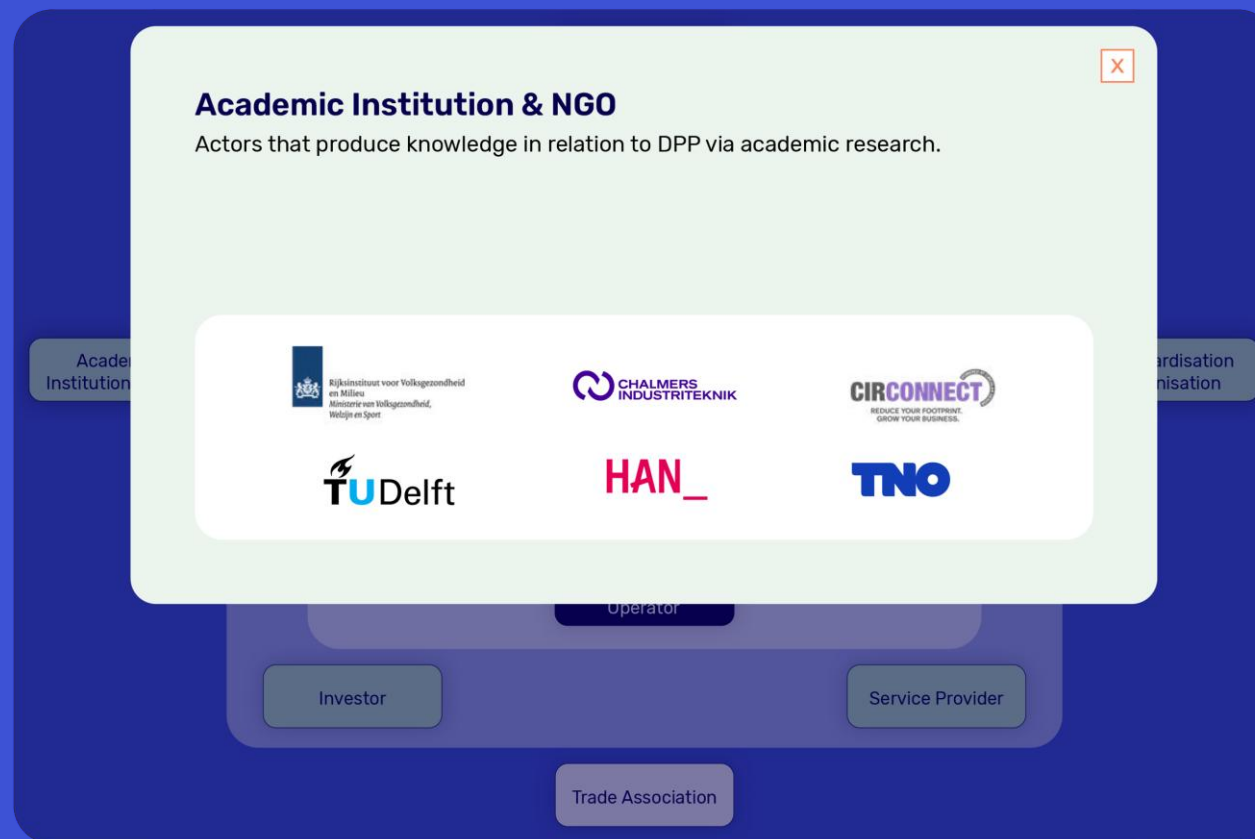 X
Academic Institution & NGO
Actors that produce knowledge in relation to DPP via academic research.
Rijksinstituut voor Volksgezondheid
en Milieu
Ministerie van Volksgezondheid,
Welzijn en Sport
CHALMERS
INDUSTRITEKNIK
CIRCONNECT
REDUCE YOUR FOOTPRINT.
GROW YOUR BUSINESS.
TU Delft
HAN_
TNO
Acade
Institution
ardisation
nisation
Operator
Investor
Service Provider
Trade Association